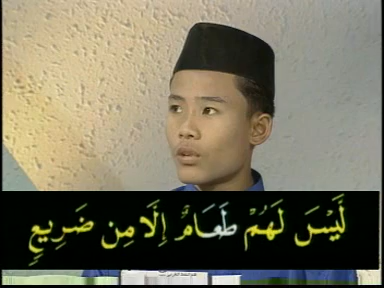 لَّيْسَ لَهُمْ طَعَامٌ إِلَّا مِن ضَرِيعٍ